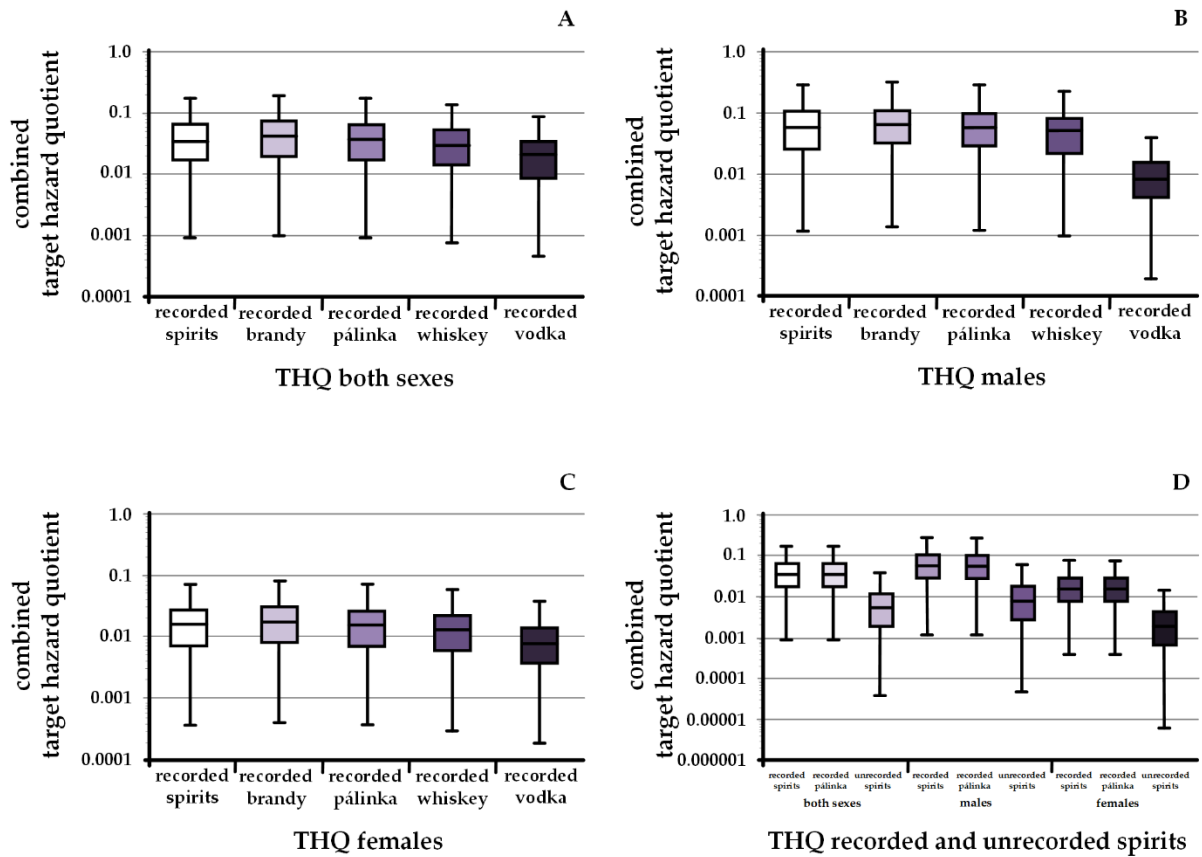 A
combined
target hazard quotient
1.0
0.1
0.01
0.001
0.0001
recorded recorded recorded recorded recorded
spirits brandy pálinka whiskey vodka
THQ both sexes
B
combined
target hazard quotient
1.0
0.1
0.01
0.001
0.0001
recorded recorded recorded recorded recorded
spirits brandy pálinka whiskey vodka
THQ males
C
combined
target hazard quotient
1.0
0.1
0.01
0.001
0.0001
recorded recorded recorded recorded recorded
spirits brandy pálinka whiskey vodka
THQ females
D
combined
target hazard quotient
1.0
0.1
0.01
0.001
0.0001
0.00001
0.000001
recorded recorded unrecorded recorded recorded unrecorded recorded recorded unrecorded
spirits pálinka spirits spirits pálinka spirits spirits pálinka spirits
both sexes males females
THQ recorded and unrecorded spirits